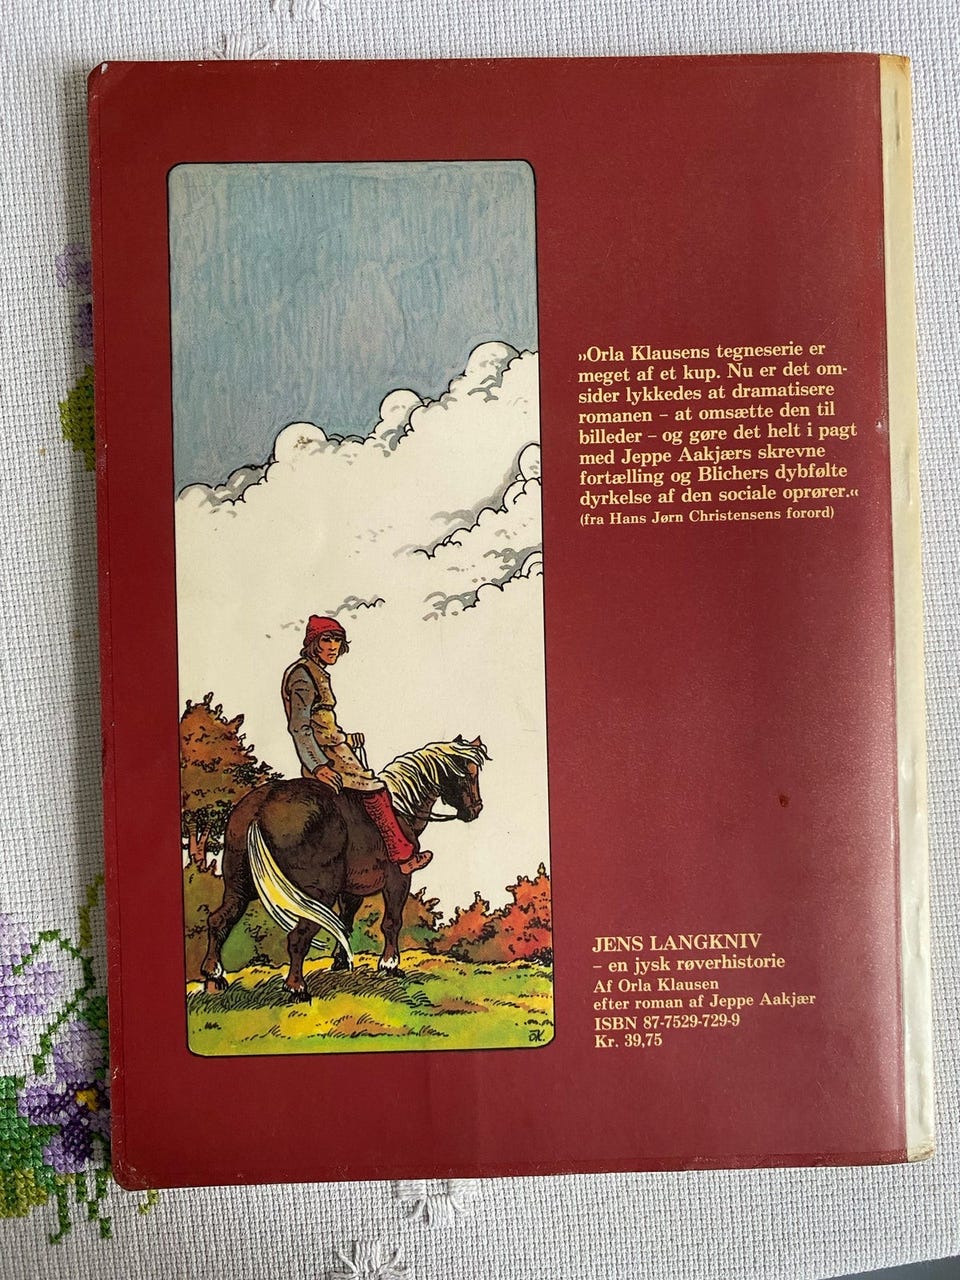 »Orla Klausens tegneserie er
meget af et kup. Nu er det om-
sider lykkedes at dramatisere
romanen – at omsætte den til
billeder – og gøre det helt i pagt
med Jeppe Aakjærs skrevne
fortælling og Blichers dybfølte
dyrkelse af den sociale oprører.«
(fra Hans Jørn Christensens forord)
JENS LANGKNIV
– en jysk røverhistorie
Af Orla Klausen
efter roman af Jeppe Aakjær
ISBN 87-7529-729-9
Kr. 39,75